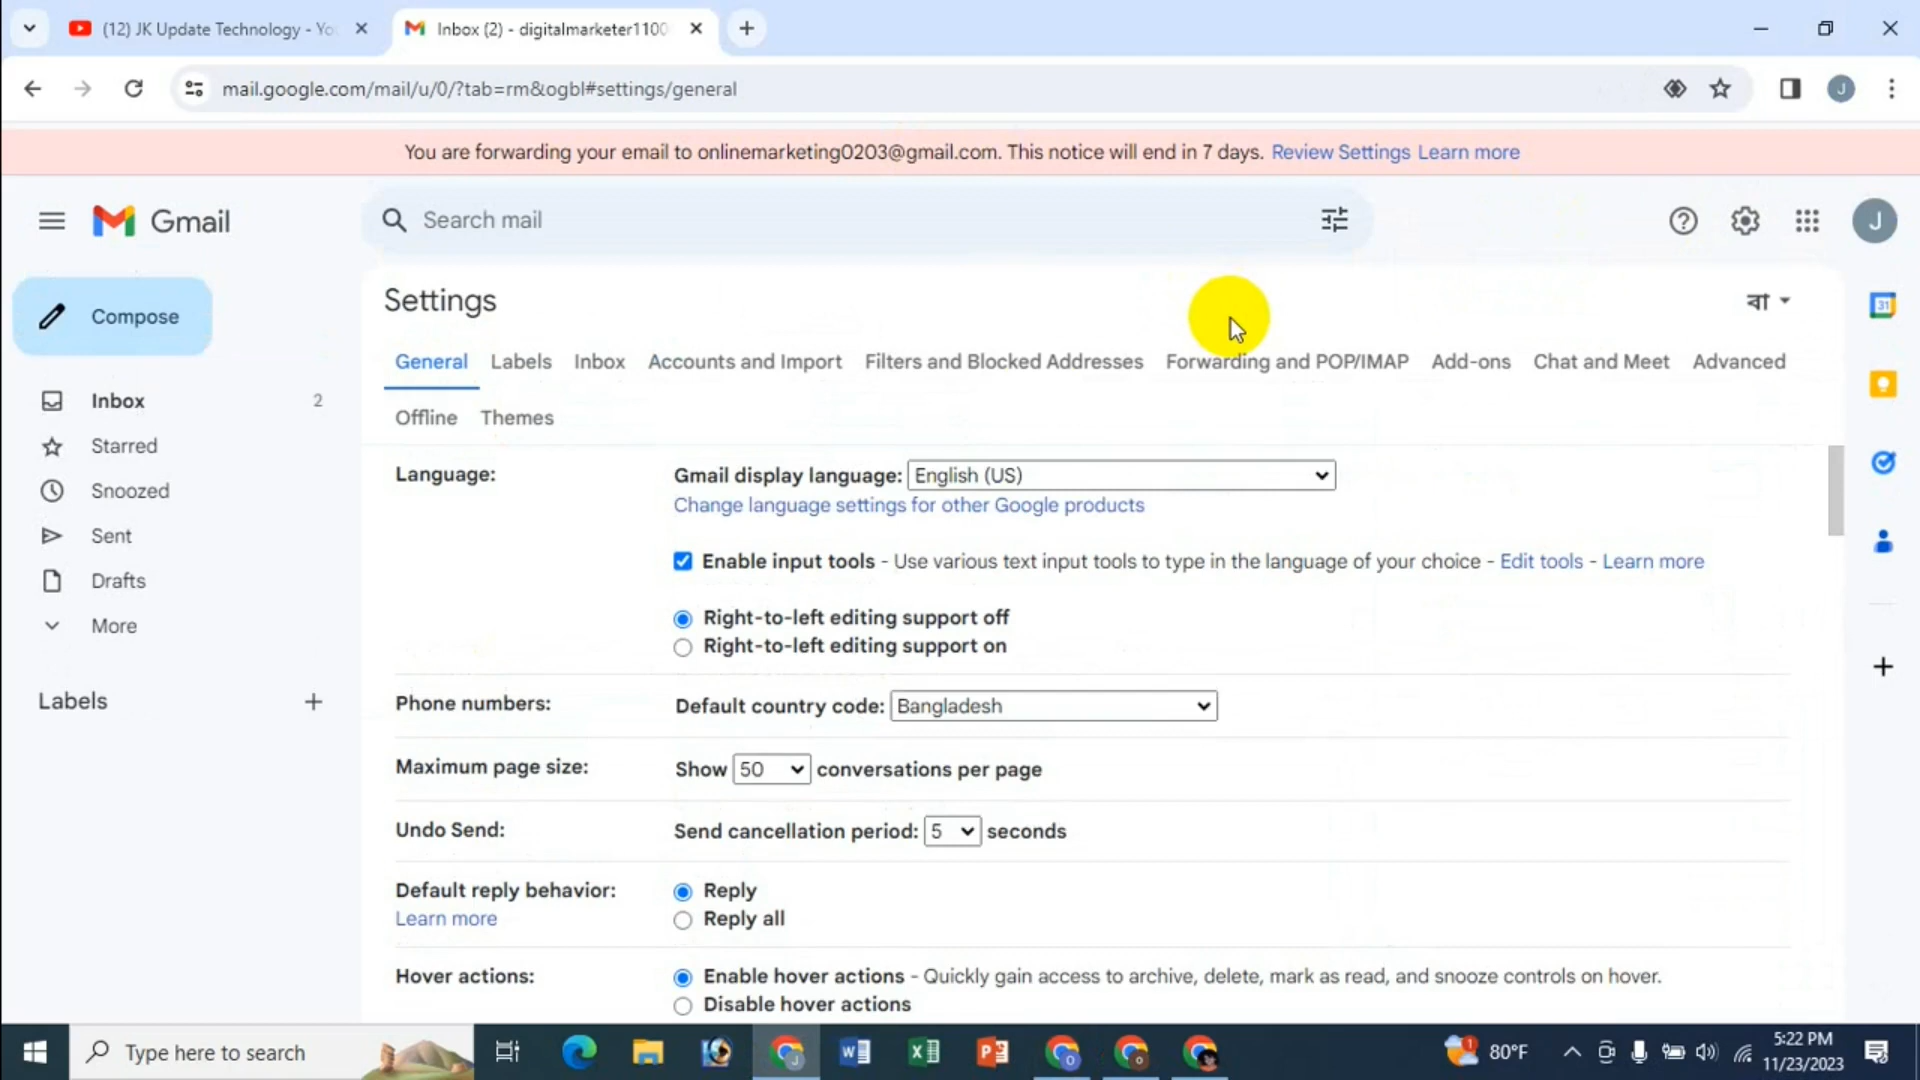 (12) JK Update Technology - Yo
Inbox (2) - digitalmarketer1100
mail.google.com/mail/u/0/?tab=rm&ogbl#settings/general
J
You are forwarding your email to onlinemarketing0203@gmail.com. This notice will end in 7 days. Review Settings Learn more
Gmail
Search mail
J
Compose
Inbox 2
Starred
Snoozed
Sent
Drafts
More
Labels
Settings
বা
General Labels Inbox Accounts and Import Filters and Blocked Addresses Forwarding and POP/IMAP Add-ons Chat and Meet Advanced
Offline Themes
Language:
Gmail display language: English (US)
Change language settings for other Google products
Enable input tools - Use various text input tools to type in the language of your choice - Edit tools - Learn more
Right-to-left editing support off
Right-to-left editing support on
Phone numbers:
Default country code: Bangladesh
Maximum page size:
Show 50 conversations per page
Undo Send:
Send cancellation period: 5 seconds
Default reply behavior:
Learn more
Reply
Reply all
Hover actions:
Enable hover actions - Quickly gain access to archive, delete, mark as read, and snooze controls on hover.
Disable hover actions
31
Type here to search
80°F
5:22 PM
11/23/2023